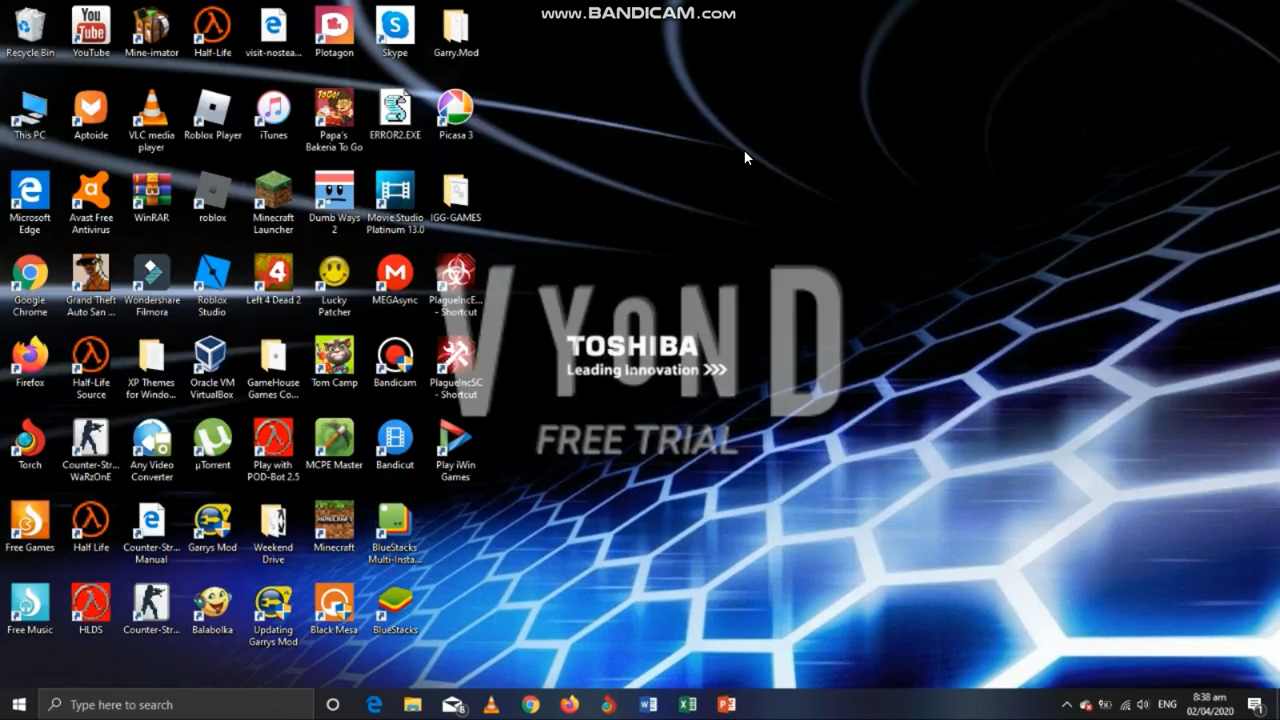 www.BANDICAM.com
Recycle Bin
YouTube
Mine-imator
Half-Life
visit-nostea...
Plotagon
Skype
Garry.Mod
This PC
Aptoide
VLC media
player
Roblox Player
iTunes
Papa's
Bakeria To Go
ERROR2.EXE
Picasa 3
Microsoft
Edge
Avast Free
Antivirus
WinRAR
roblox
Minecraft
Launcher
Dumb Ways
2
Movie Studio
Platinum 13.0
IGG-GAMES
Google
Chrome
Grand Theft
Auto San ...
Wondershare
Filmora
Roblox
Studio
Left 4 Dead 2
Lucky
Patcher
MEGAsync
PlagueIncE...
- Shortcut
VYOND
FREE TRIAL
TOSHIBA
Leading Innovation >>>
Firefox
Half-Life
Source
XP Themes
for Windo...
Oracle VM
VirtualBox
GameHouse
Games Co...
Tom Camp
Bandicam
PlagueIncSC
- Shortcut
Torch
Counter-Str...
WaRzOnE
Any Video
Converter
µTorrent
Play with
POD-Bot 2.5
MCPE Master
Bandicut
Play iWin
Games
Free Games
Half Life
Counter-Str...
Manual
Garrys Mod
Weekend
Drive
Minecraft
BlueStacks
Multi-Insta...
Free Music
HLDS
Counter-Str...
Balabolka
Updating
Garrys Mod
Black Mesa
BlueStacks
Type here to search
ENG
8:38 am
02/04/2020